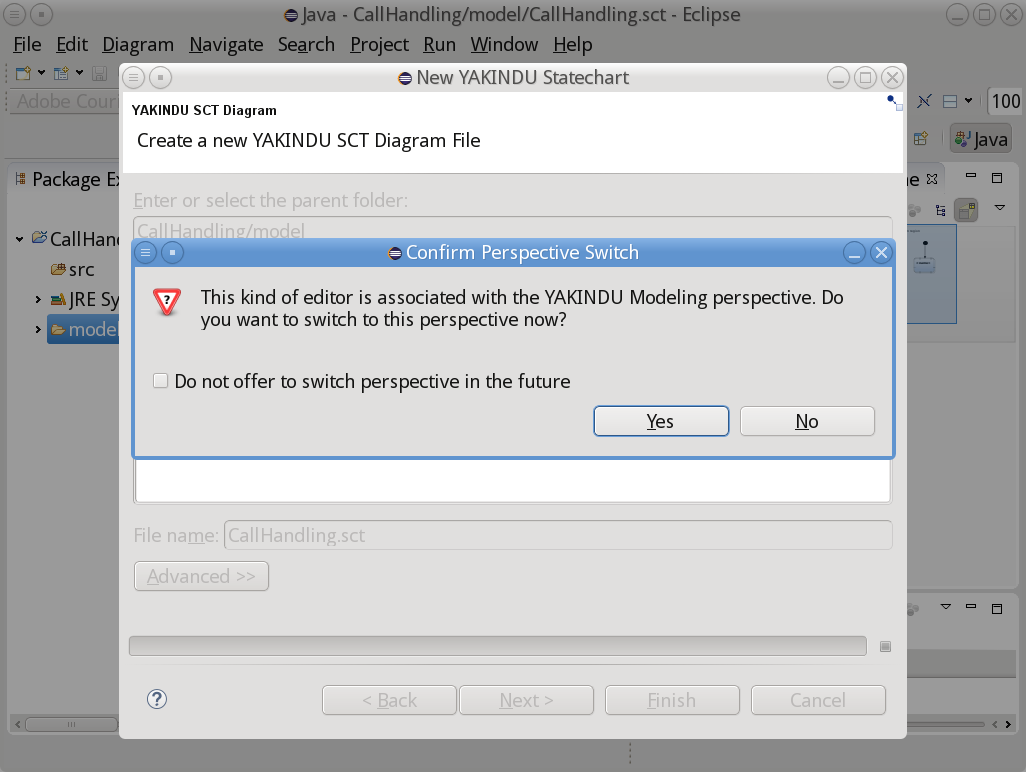 Java - CallHandling/model/CallHandling.sct - Eclipse
File Edit Diagram Navigate Search Project Run Window Help
New YAKINDU Statechart
Adobe Cour
100
YAKINDU SCT Diagram
Create a new YAKINDU SCT Diagram File
Java
Package Ex
ne
Enter or select the parent folder:
CallHandling/model
CallHand
src
JRE Sy
model
Confirm Perspective Switch
This kind of editor is associated with the YAKINDU Modeling perspective. Do
you want to switch to this perspective now?
Do not offer to switch perspective in the future
Yes No
File name: CallHandling.sct
Advanced >>
< Back Next > Finish Cancel